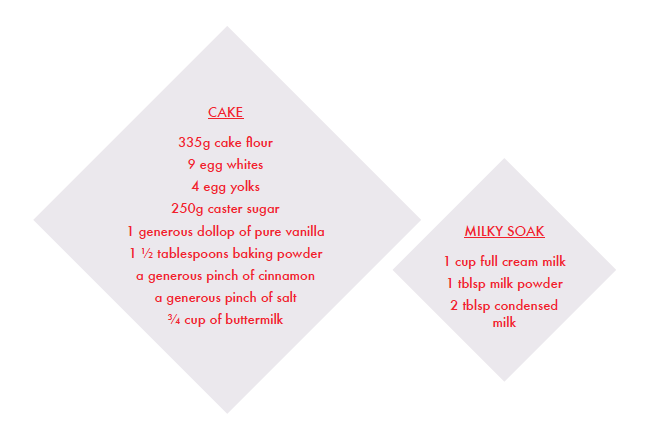 CAKE
335g cake flour
9 egg whites
4 egg yolks
250g caster sugar
1 generous dollop of pure vanilla
1 ½ tablespoons baking powder
a generous pinch of cinnamon
a generous pinch of salt
¾ cup of buttermilk
MILKY SOAK
1 cup full cream milk
1 tblsp milk powder
2 tblsp condensed
milk